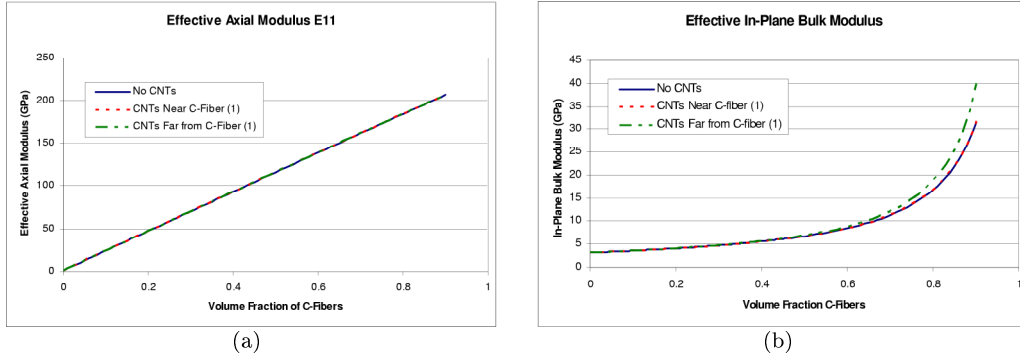 Effective Axial Modulus E11
250
200
150
100
50
0
Effective Axial Modulus (GPa)
No CNTs
CNTs Near C-Fiber (1)
CNTs Far from C-Fiber (1)
0 0.2 0.4 0.6 0.8 1
Volume Fraction of C-Fibers
(a)
Effective In-Plane Bulk Modulus
45
40
35
30
25
20
15
10
5
0
In-Plane Bulk Modulus (GPa)
No CNTs
CNTs Near C-fiber (1)
CNTs Far from C-fiber (1)
0 0.2 0.4 0.6 0.8 1
Volume Fraction C-Fibers
(b)